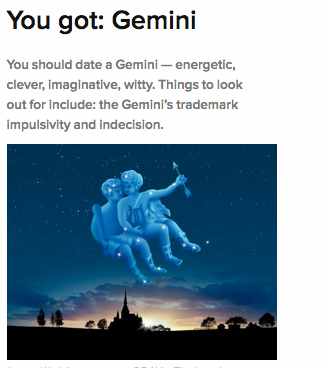 You got: Gemini
You should date a Gemini — energetic,
clever, imaginative, witty. Things to look
out for include: the Gemini's trademark
impulsivity and indecision.